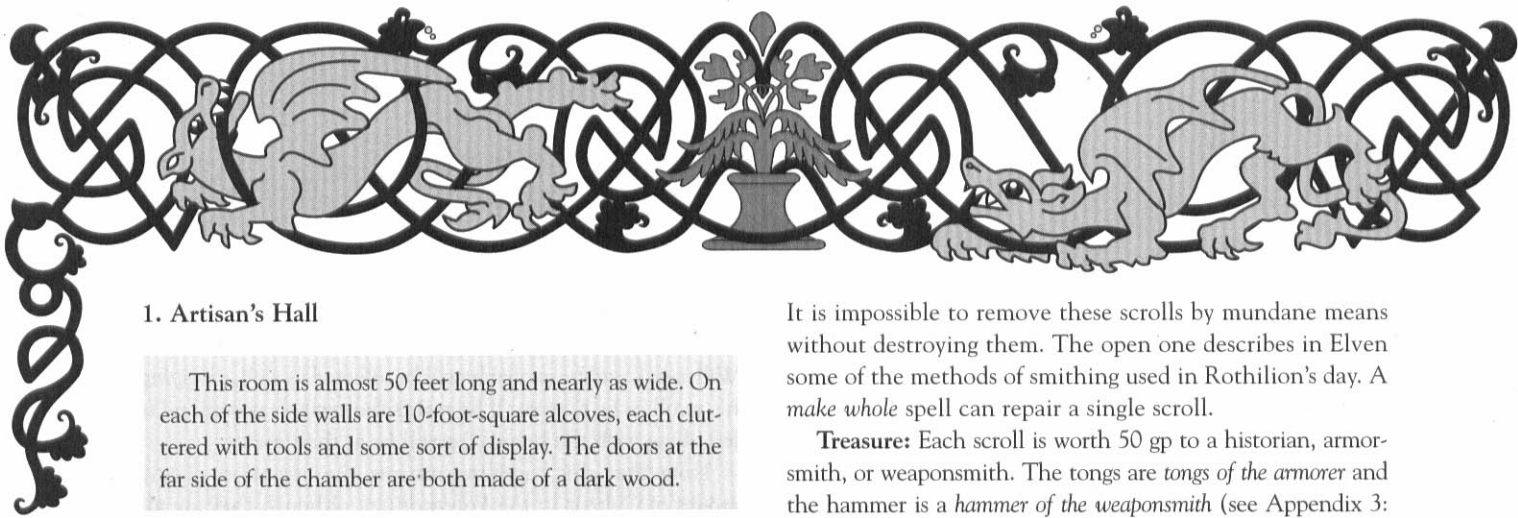 1. Artisan's Hall
This room is almost 50 feet long and nearly as wide. On
each of the side walls are 10-foot-square alcoves, each clut-
tered with tools and some sort of display. The doors at the
far side of the chamber are both made of a dark wood.
It is impossible to remove these scrolls by mundane means
without destroying them. The open one describes in Elven
some of the methods of smithing used in Rothilion's day. A
make whole spell can repair a single scroll.
Treasure: Each scroll is worth 50 gp to a historian, armor-
smith, or weaponsmith. The tongs are tongs of the armorer and
the hammer is a hammer of the weaponsmith (see Appendix 3: